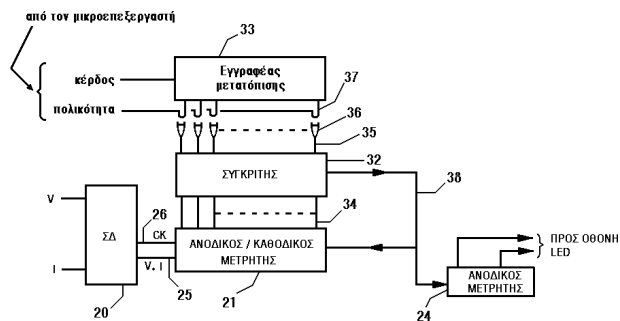 από τον μικροεπεξεργαστή
33
Εγγραφέας
μετατόπισης
κέρδος
πολικότητα
37
36
35
ΣΥΓΚΡΙΤΗΣ
32
38
34
V
I
ΣΔ
26
CK
V. I
25
20
ΑΝΟΔΙΚΟΣ / ΚΑΘΟΔΙΚΟΣ
ΜΕΤΡΗΤΗΣ
21
ΠΡΟΣ ΟΘΟΝΗ
LED
ΑΝΟΔΙΚΟΣ
ΜΕΤΡΗΤΗΣ
24